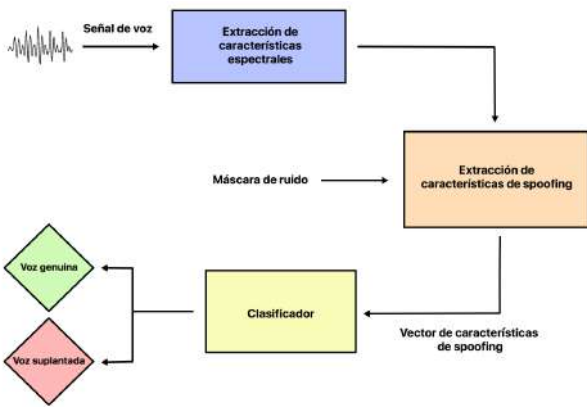 Señal de voz
Extracción de
características
espectrales
Extracción de
características de spoofing
Máscara de ruido
Voz genuina
Clasificador
Vector de características
de spoofing
Voz suplantada